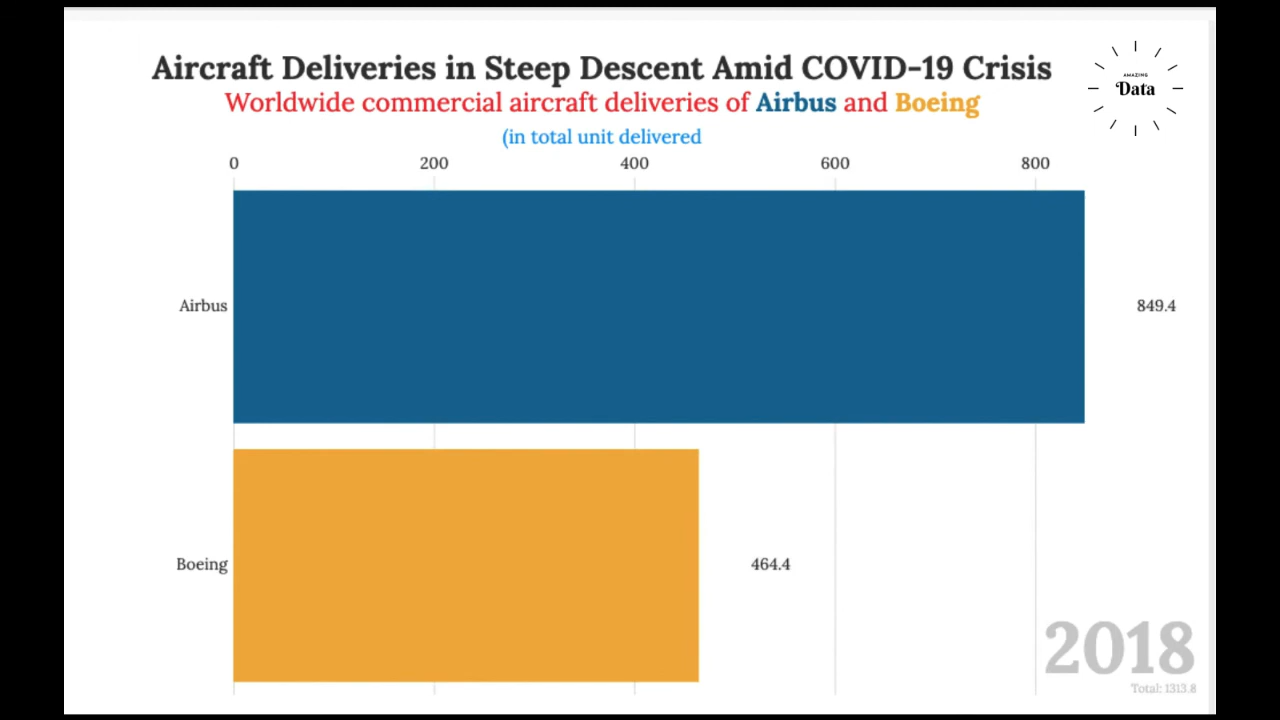 Aircraft Deliveries in Steep Descent Amid COVID-19 Crisis
Worldwide commercial aircraft deliveries of Airbus and Boeing
AMAZING
Data
(in total unit delivered
0 200 400 600 800
Airbus 849.4
Boeing 464.4
2018
Total: 1313.8